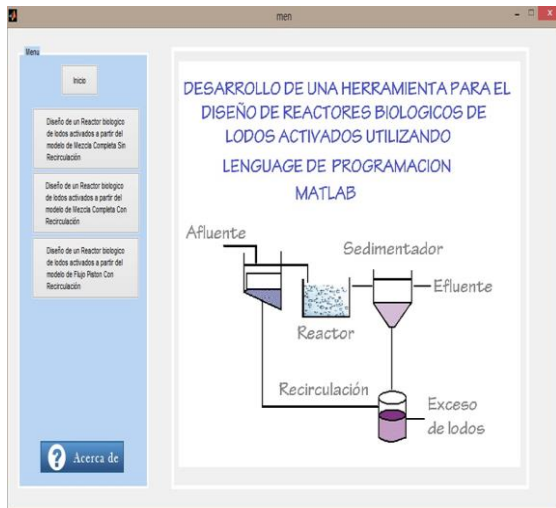 men
Menu
Inicio
Diseño de un Reactor biologico
de lodos activados a partir del
modelo de Mezcla Completa Sin
Recirculación
Diseño de un Reactor biologico
de lodos activados a partir del
modelo de Mezcla Completa Con
Recirculación
Diseño de un Reactor biologico
de lodos activados a partir del
modelo de Flujo Piston Con
Recirculación
? Acerca de
DESARROLLO DE UNA HERRAMIENTA PARA EL
DISEÑO DE REACTORES BIOLOGICOS DE
LODOS ACTIVADOS UTILIZANDO
LENGUAGE DE PROGRAMACION
MATLAB
Afluente
Sedimentador
Efluente
Reactor
Recirculación
Exceso
de lodos